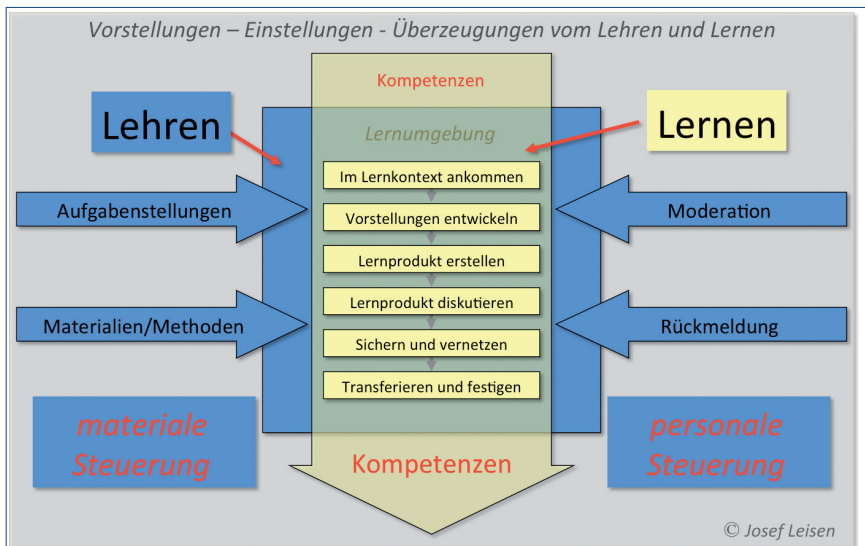 Vorstellungen – Einstellungen - Überzeugungen vom Lehren und Lernen
Kompetenzen
Lehren
Lernen
Lernumgebung
Im Lernkontext ankommen
Vorstellungen entwickeln
Lernprodukt erstellen
Lernprodukt diskutieren
Sichern und vernetzen
Transferieren und festigen
Aufgabenstellungen
Moderation
Materialien/Methoden
Rückmeldung
materiale
Steuerung
personale
Steuerung
Kompetenzen
© Josef Leisen